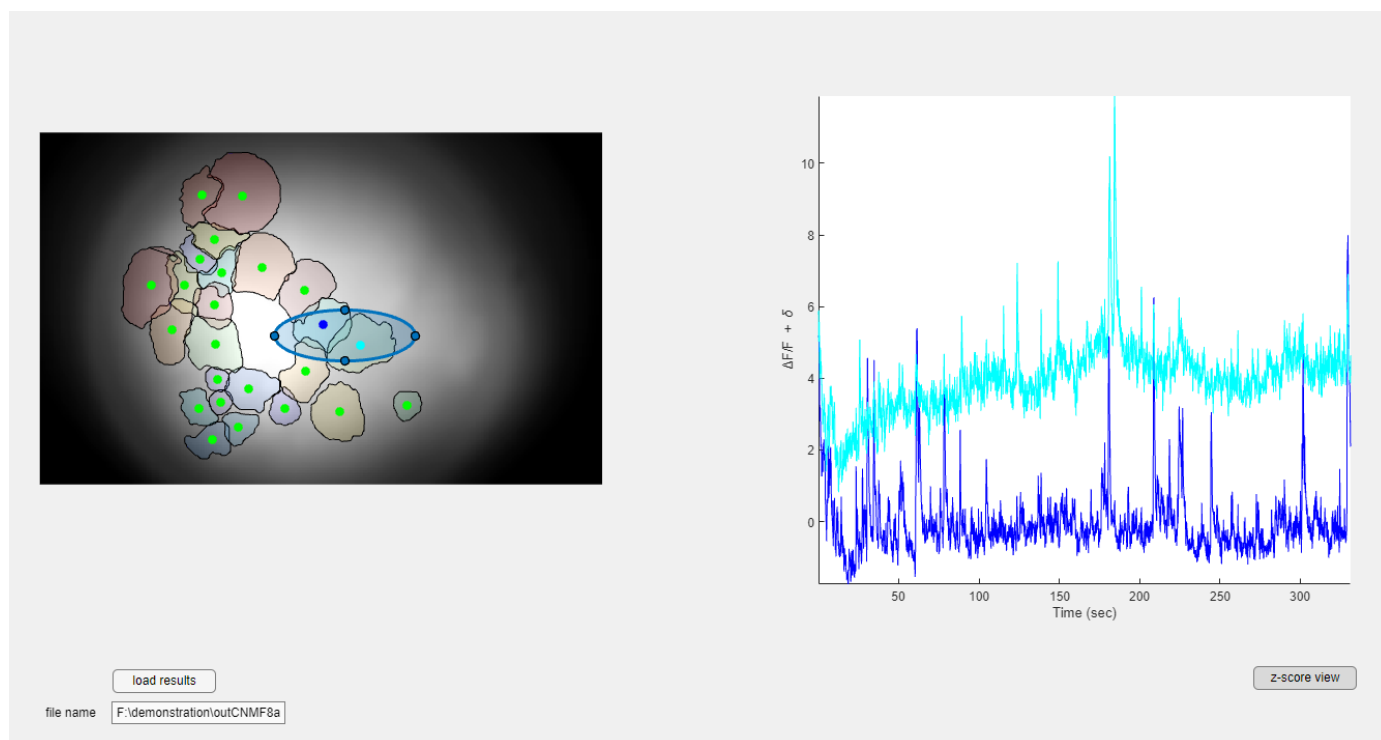 10
8
6
4
2
0
ΔF/F + δ
50 100 150 200 250 300
Time (sec)
load results
z-score view
file name F:\demonstration\outCNMF8a